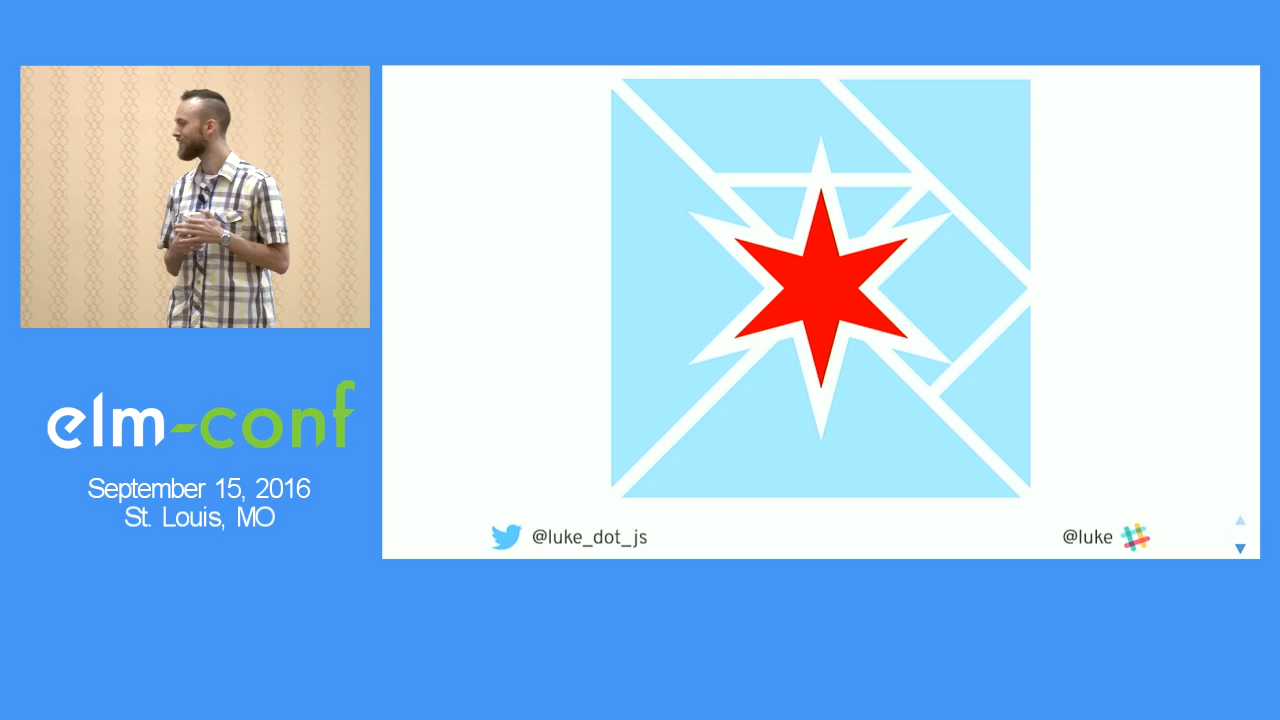 elm-conf
September 15, 2016
St. Louis, MO
@luke_dot_js
@luke